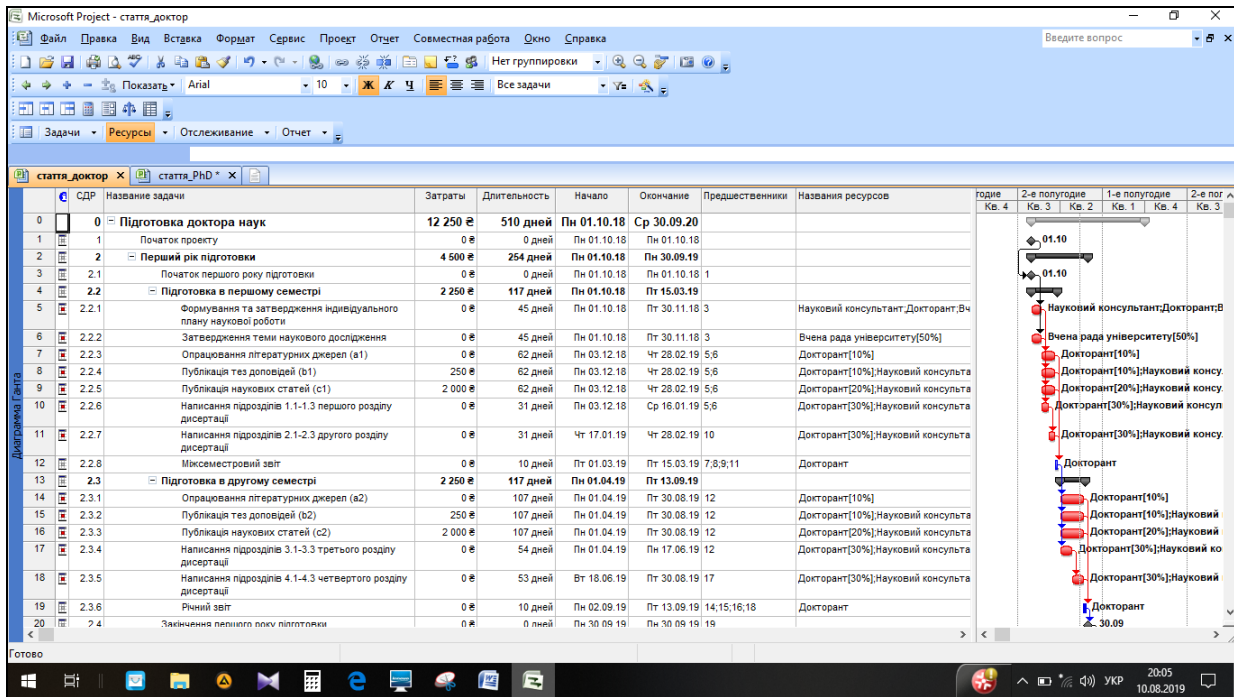 Microsoft Project - стаття_доктор
Файл Правка Вид Вставка Формат Сервис Проект Отчет Совместная работа Окно Справка
Введите вопрос
Нет группировки
Показать Arial 10 Ж К Ч Все задачи
Задачи Ресурсы Отслеживание Отчет
стаття_доктор стаття_PhD *
СДР Название задачи Затраты Длительность Начало Окончание Предшественники Названия ресурсов
годие 2-е полугодие 1-е полугодие 2-е пол
Кв. 4 Кв. 3 Кв. 2 Кв. 1 Кв. 4 Кв. 3
0 0 Підготовка доктора наук 12 250 ₴ 510 дней Пн 01.10.18 Ср 30.09.20
1 1 Початок проекту 0 ₴ 0 дней Пн 01.10.18 Пн 01.10.18 01.10
2 2 Перший рік підготовки 4 500 ₴ 254 дней Пн 01.10.18 Пн 30.09.19
3 2.1 Початок першого року підготовки 0 ₴ 0 дней Пн 01.10.18 Пн 01.10.18 1 01.10
4 2.2 Підготовка в першому семестрі 2 250 ₴ 117 дней Пн 01.10.18 Пт 15.03.19
5 2.2.1 Формування та затвердження індивідуального 0 ₴ 45 дней Пн 01.10.18 Пт 30.11.18 3 Науковий консультант;Докторант;Вч Науковий консультант;Докторант;В
плану наукової роботи
6 2.2.2 Затвердження теми наукового дослідження 0 ₴ 45 дней Пн 01.10.18 Пт 30.11.18 3 Вчена рада університету[50%] Вчена рада університету[50%]
7 2.2.3 Опрацювання літературних джерел (a1) 0 ₴ 62 дней Пн 03.12.18 Чт 28.02.19 5;6 Докторант[10%] Докторант[10%]
8 2.2.4 Публікація тез доповідей (b1) 250 ₴ 62 дней Пн 03.12.18 Чт 28.02.19 5;6 Докторант[10%];Науковий консульта Докторант[10%];Науковий консу
9 2.2.5 Публікація наукових статей (c1) 2 000 ₴ 62 дней Пн 03.12.18 Чт 28.02.19 5;6 Докторант[20%];Науковий консульта Докторант[20%];Науковий консу
10 2.2.6 Написання підрозділів 1.1-1.3 першого розділу 0 ₴ 31 дней Пн 03.12.18 Ср 16.01.19 5;6 Докторант[30%];Науковий консульта Докторант[30%];Науковий консул
дисертації
11 2.2.7 Написання підрозділів 2.1-2.3 другого розділу 0 ₴ 31 дней Чт 17.01.19 Чт 28.02.19 10 Докторант[30%];Науковий консульта Докторант[30%];Науковий консу
дисертації
12 2.2.8 Міжсеместровий звіт 0 ₴ 10 дней Пт 01.03.19 Пт 15.03.19 7;8;9;11 Докторант Докторант
13 2.3 Підготовка в другому семестрі 2 250 ₴ 117 дней Пн 01.04.19 Пт 13.09.19
14 2.3.1 Опрацювання літературних джерел (a2) 0 ₴ 107 дней Пн 01.04.19 Пт 30.08.19 12 Докторант[10%] Докторант[10%]
15 2.3.2 Публікація тез доповідей (b2) 250 ₴ 107 дней Пн 01.04.19 Пт 30.08.19 12 Докторант[10%];Науковий консульта Докторант[10%];Науковий
16 2.3.3 Публікація наукових статей (c2) 2 000 ₴ 107 дней Пн 01.04.19 Пт 30.08.19 12 Докторант[20%];Науковий консульта Докторант[20%];Науковий
17 2.3.4 Написання підрозділів 3.1-3.3 третього розділу 0 ₴ 54 дней Пн 01.04.19 Пн 17.06.19 12 Докторант[30%];Науковий консульта Докторант[30%];Науковий ко
дисертації
18 2.3.5 Написання підрозділів 4.1-4.3 четвертого розділу 0 ₴ 53 дней Вт 18.06.19 Пт 30.08.19 17 Докторант[30%];Науковий консульта Докторант[30%];Науковий
дисертації
19 2.3.6 Річний звіт 0 ₴ 10 дней Пн 02.09.19 Пт 13.09.19 14;15;16;18 Докторант Докторант
20 2.4 Закінчення першого року підготовки 0 ₴ 0 дней Пн 30.09.19 Пн 30.09.19 19 30.09
Диаграмма Ганта
Готово
УКР
20:05
10.08.2019